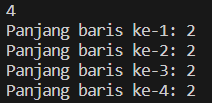 4
Panjang baris ke-1: 2
Panjang baris ke-2: 2
Panjang baris ke-3: 2
Panjang baris ke-4: 2